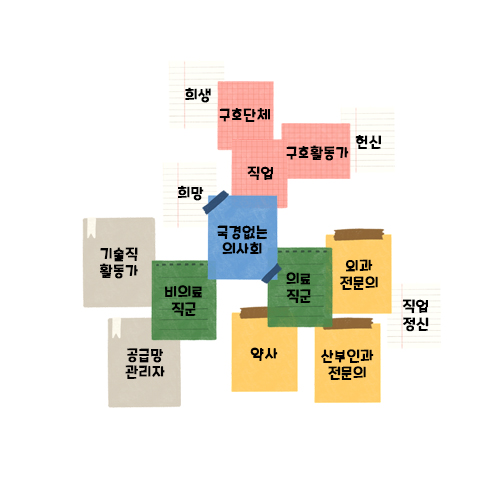 희생
구호단체
헌신
구호활동가
직업
희망
국경없는
의사회
기술직
활동가
외과
전문의
비의료
직군
의료
직군
직업
정신
공급망
관리자
약사
산부인과
전문의